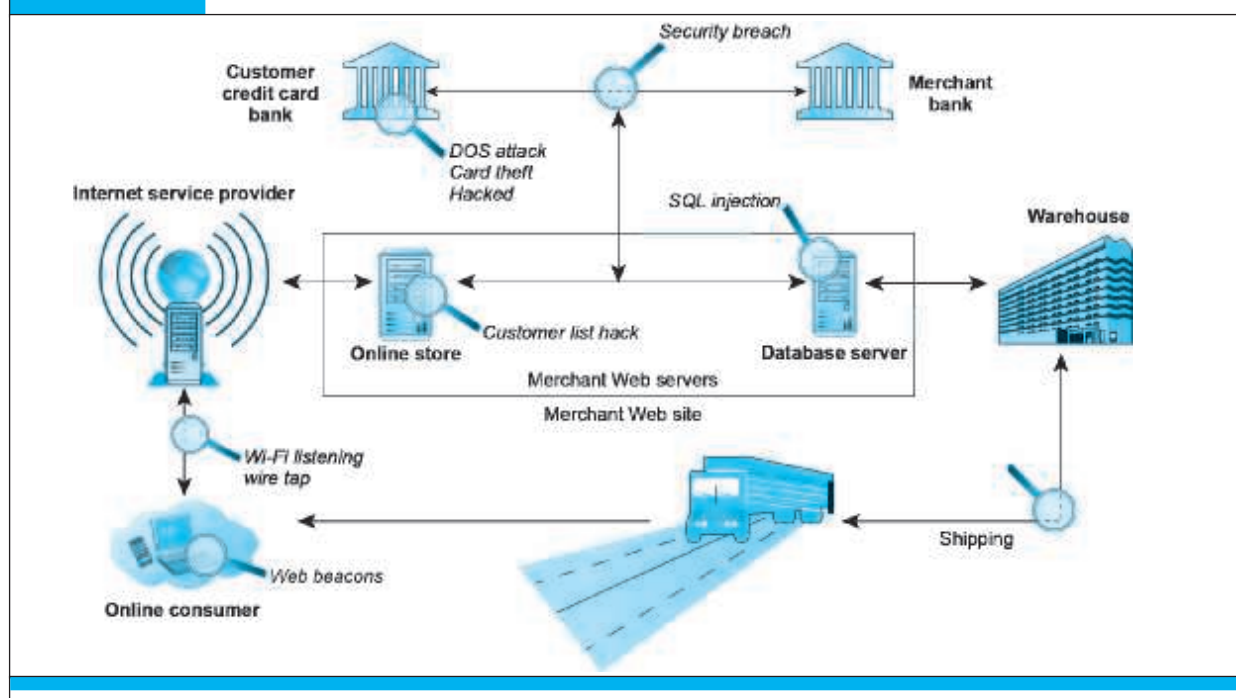 Security breach
Customer
credit card
bank
Merchant
bank
DOS attack
Card theft
Hacked
Internet service provider
SQL injection
Warehouse
Customer list hack
Online store
Database server
Merchant Web servers
Merchant Web site
Wi-Fi listening
wire tap
Shipping
Web beacons
Online consumer